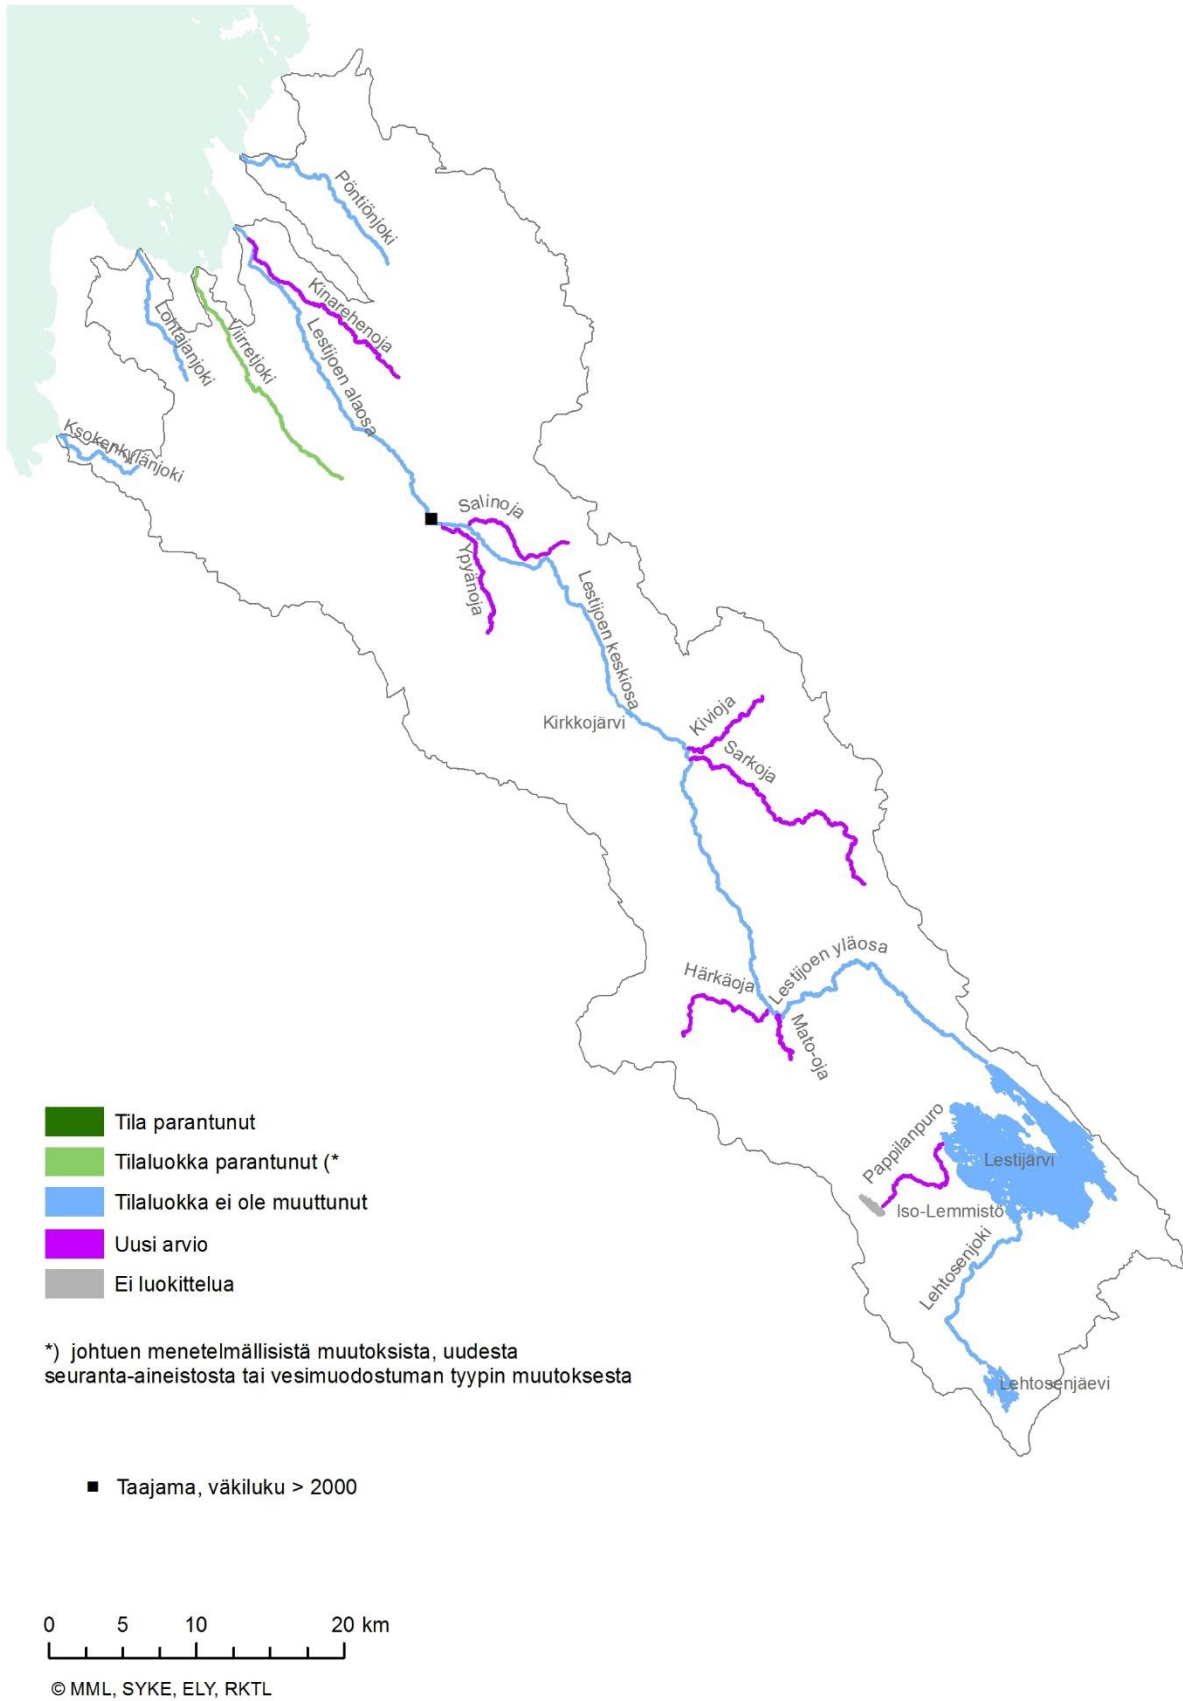 Pöntiönjoki
Kinarehenoja
Lestijoen alaosa
Viirretjoki
Lohtajanjoki
Ksokenkylänjoki
Salinoja
Ypyänoja
Lestijoen keskiosa
Kirkkojärvi
Kivioja
Sarkoja
Härkäoja
Lestijoen yläosa
Mato-oja
Pappilanpuro
Lestijärvi
Iso-Lemmistö
Lehtosenjoki
Lehtosenjäevi
Tila parantunut
Tilaluokka parantunut (*
Tilaluokka ei ole muuttunut
Uusi arvio
Ei luokittelua
*) johtuen menetelmällisistä muutoksista, uudesta
seuranta-aineistosta tai vesimuodostuman tyypin muutoksesta
Taajama, väkiluku > 2000
0 5 10 20 km
© MML, SYKE, ELY, RKTL